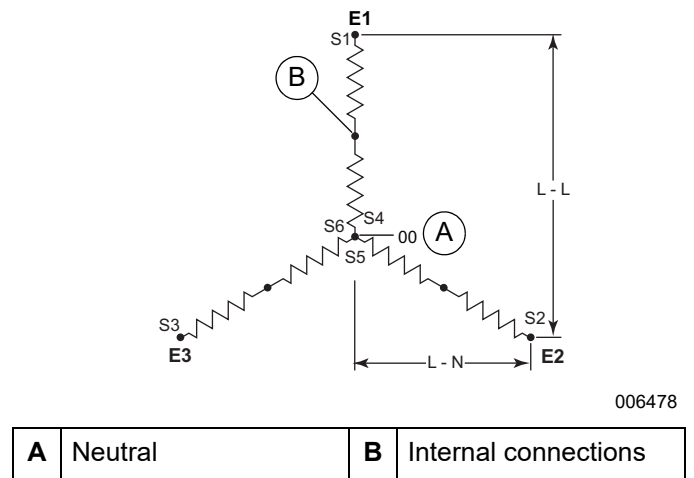 E1
S1
B
L - L
S6
S4
00
A
S5
S3
S2
E3
L - N
E2
006478
A Neutral B Internal connections